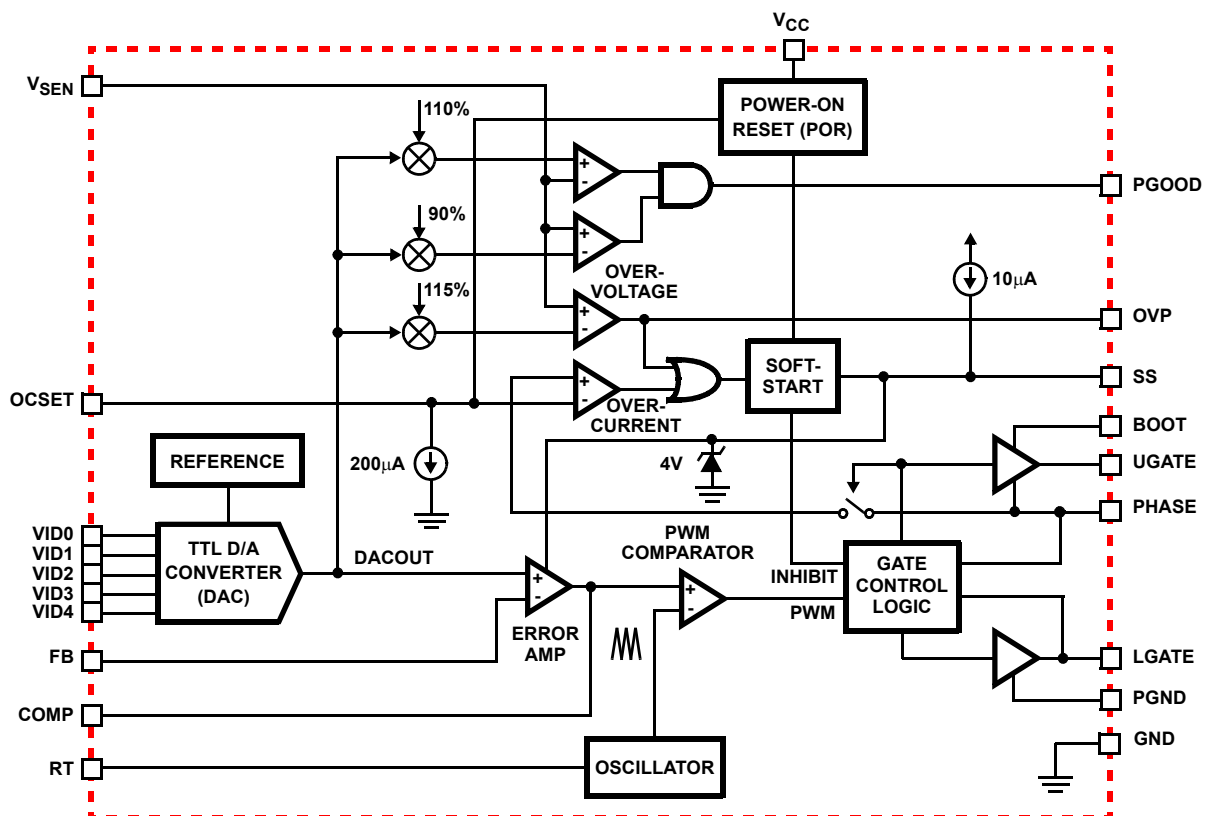 VCC
VSEN
POWER-ON
RESET (POR)
110%
+
-
PGOOD
90%
+
-
OVER-
VOLTAGE
10µA
115%
+
-
OVP
SOFT-
START
SS
OCSET
+
-
OVER-
CURRENT
BOOT
REFERENCE
200µA
4V
UGATE
PHASE
VID0
VID1
VID2
VID3
VID4
TTL D/A
CONVERTER
(DAC)
DACOUT
+
-
ERROR
AMP
PWM
COMPARATOR
+
-
INHIBIT
PWM
GATE
CONTROL
LOGIC
FB
LGATE
COMP
PGND
GND
RT
OSCILLATOR